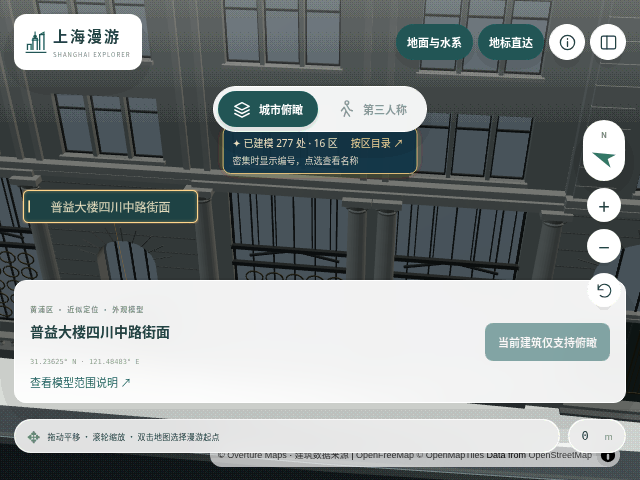 上海漫游
SHANGHAI EXPLORER
地面与水系
地标直达
城市俯瞰
第三人称
✦ 已建模 277 处 · 16 区 按区目录 ↗
密集时显示编号，点选查看名称
N
普益大楼四川中路街面
+
−
黄浦区 · 近似定位 · 外观模型
普益大楼四川中路街面
31.23625° N · 121.48483° E
查看模型范围说明 ↗
当前建筑仅支持俯瞰
拖动平移 · 滚轮缩放 · 双击地图选择漫游起点
0 m
© Overture Maps · 建筑数据来源 | OpenFreeMap © OpenMapTiles Data from OpenStreetMap